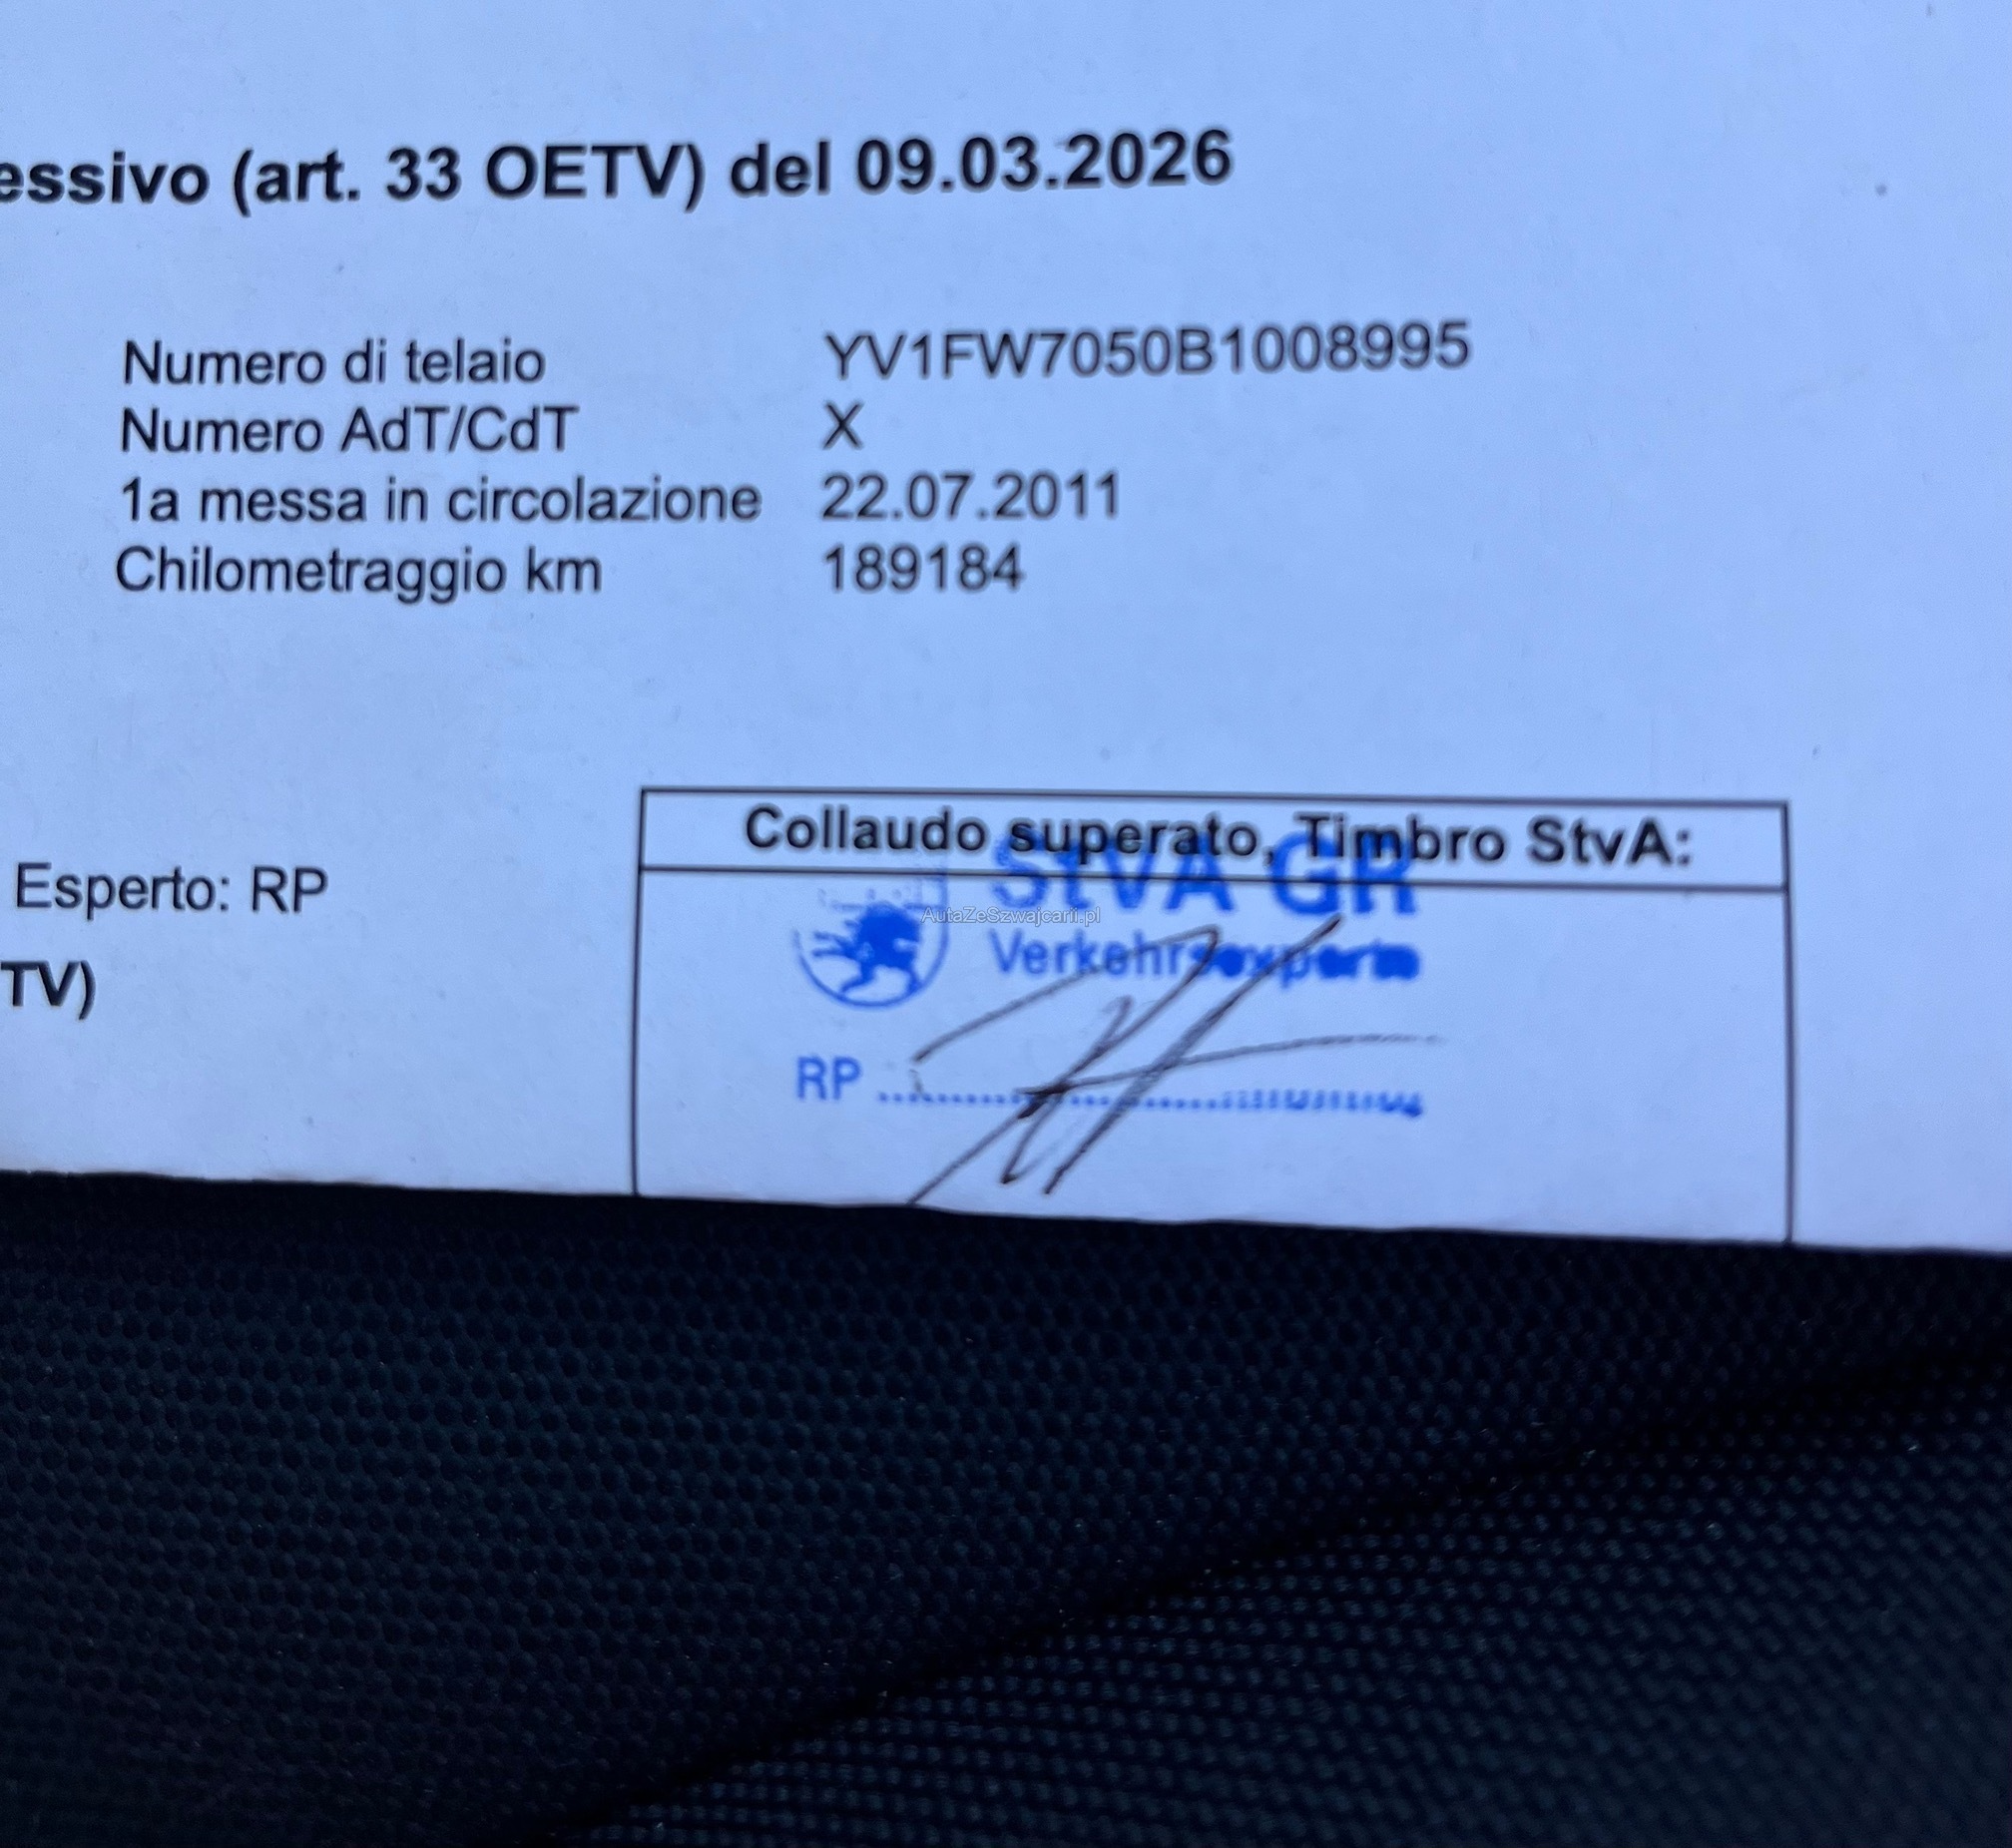 essivo (art. 33 OETV) del 09.03.2026
Numero di telaio YV1FW7050B1008995
Numero AdT/CdT X
1a messa in circolazione 22.07.2011
Chilometraggio km 189184
Collaudo superato, Timbro StvA:
Esperto: RP
TV)
StVA GR
AutaZeSzwajcarii.pl
Verkehrsexperte
RP